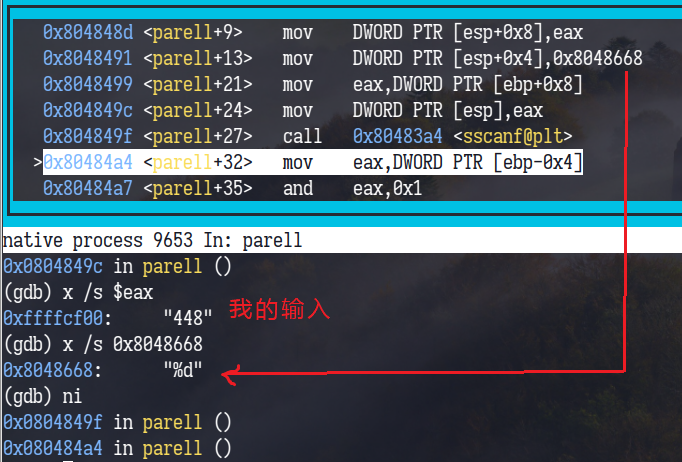 0x804848d <parell+9> mov DWORD PTR [esp+0x8],eax
0x8048491 <parell+13> mov DWORD PTR [esp+0x4],0x8048668
0x8048499 <parell+21> mov eax,DWORD PTR [ebp+0x8]
0x804849c <parell+24> mov DWORD PTR [esp],eax
0x804849f <parell+27> call 0x80483a4 <sscanf@plt>
>0x80484a4 <parell+32> mov eax,DWORD PTR [ebp-0x4]
0x80484a7 <parell+35> and eax,0x1
native process 9653 In: parell
0x0804849c in parell ()
(gdb) x /s $eax
0xffffcf00: "448" 我的输入
(gdb) x /s 0x8048668
0x8048668: "%d"
(gdb) ni
0x0804849f in parell ()
0x080484a4 in parell ()